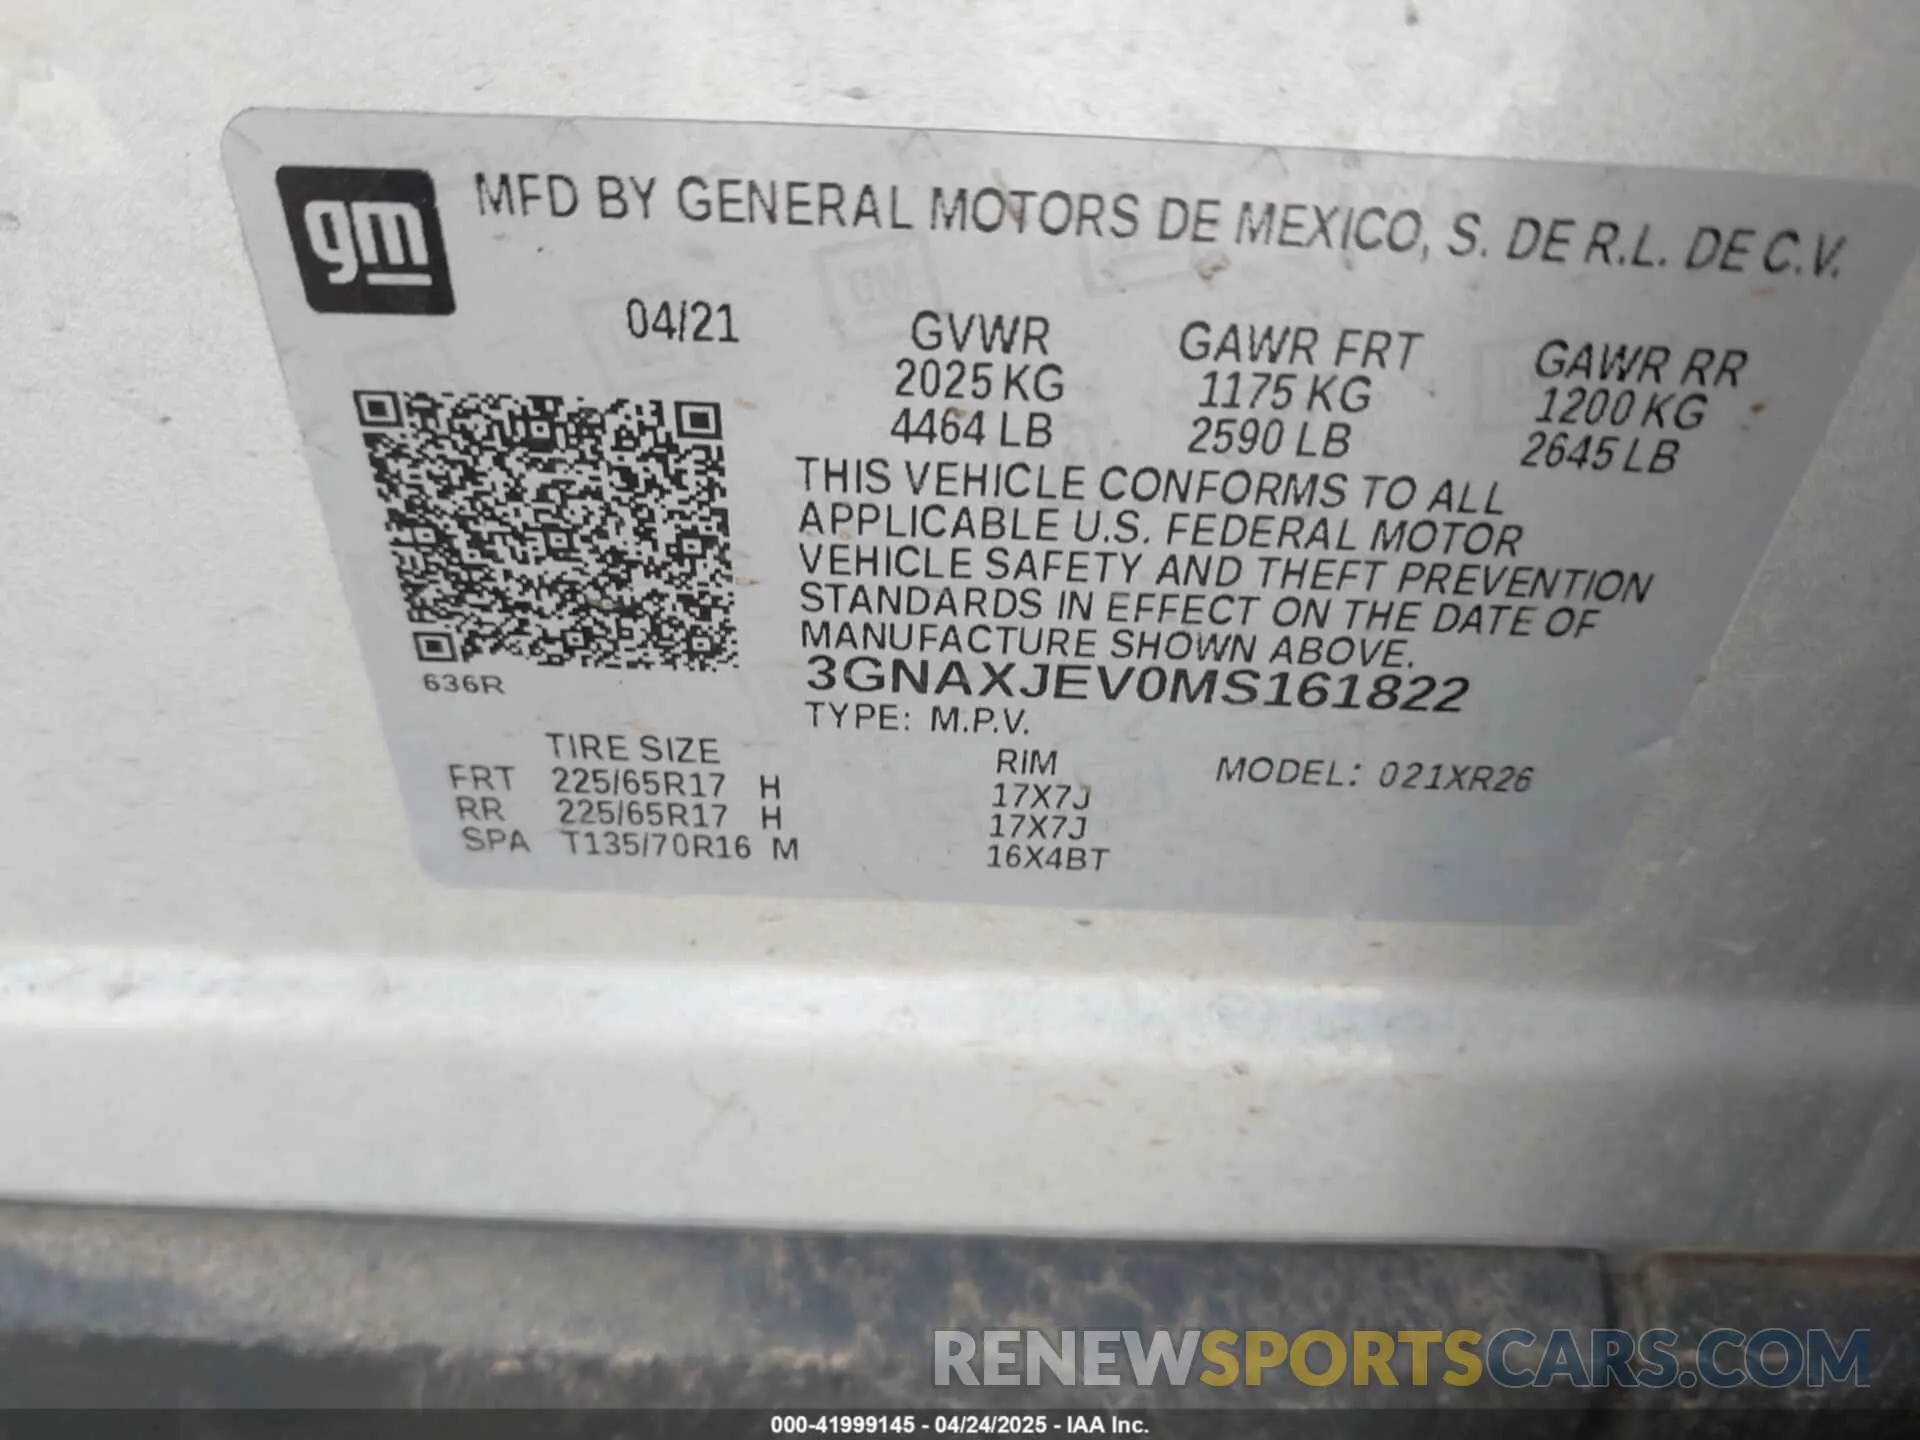 gm
MFD BY GENERAL MOTORS DE MEXICO, S. DE R.L. DE C.V.
GM
04/21
GVWR
2025 KG
4464 LB
GAWR FRT
1175 KG
2590 LB
GAWR RR
1200 KG
2645 LB
THIS VEHICLE CONFORMS TO ALL
APPLICABLE U.S. FEDERAL MOTOR
VEHICLE SAFETY AND THEFT PREVENTION
STANDARDS IN EFFECT ON THE DATE OF
MANUFACTURE SHOWN ABOVE.
3GNAXJEV0MS161822
TYPE: M.P.V.
636R
TIRE SIZE RIM MODEL: 021XR26
FRT 225/65R17 H 17X7J
RR 225/65R17 H 17X7J
SPA T135/70R16 M 16X4BT
RENEWSPORTSCARS.COM
000-41999145 - 04/24/2025 - IAA Inc.